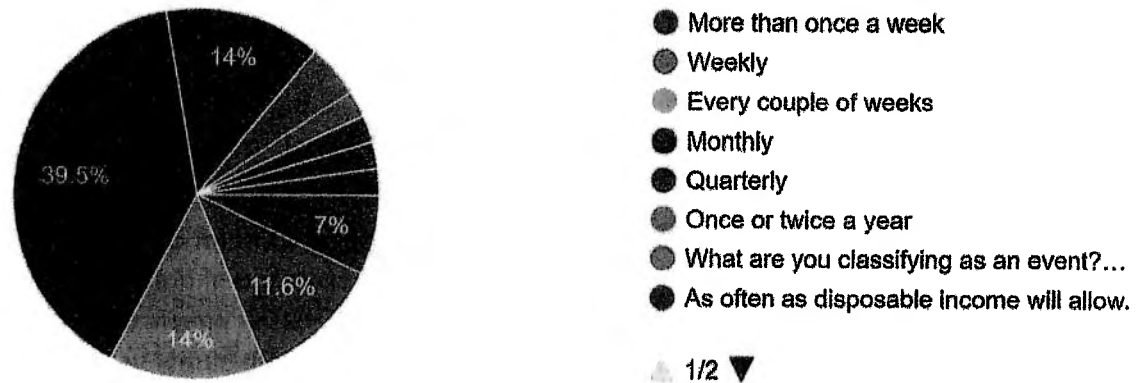 14%
39.5%
7%
11.6%
14%
More than once a week
Weekly
Every couple of weeks
Monthly
Quarterly
Once or twice a year
What are you classifying as an event?...
As often as disposable income will allow.
1/2